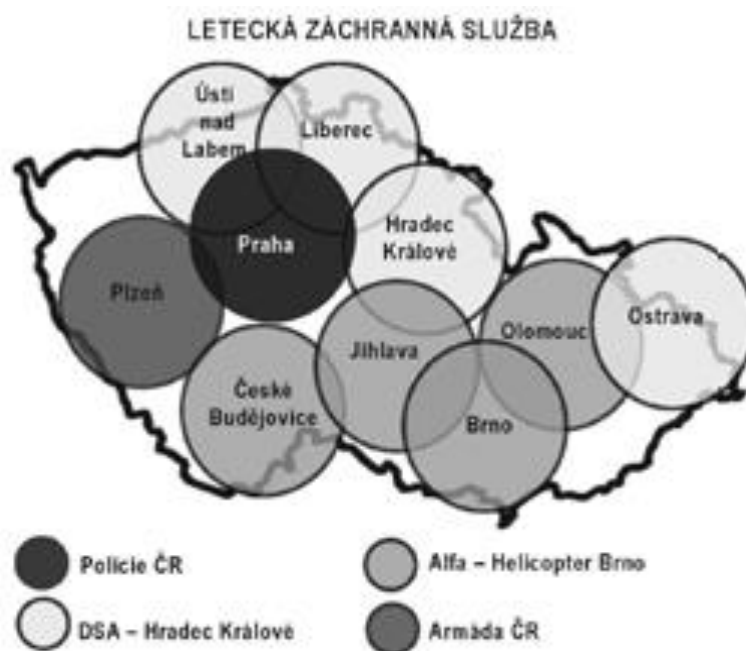 LETECKÁ ZÁCHRANNÁ SLUŽBA
Ústí
nad
Labem
Liberec
Praha
Hradec
Králové
Plzeň
Jihlava
Olomouc
Ostrava
České
Budějovice
Brno
Policie ČR
Alfa – Helicopter Brno
DSA – Hradec Králové
Armáda ČR